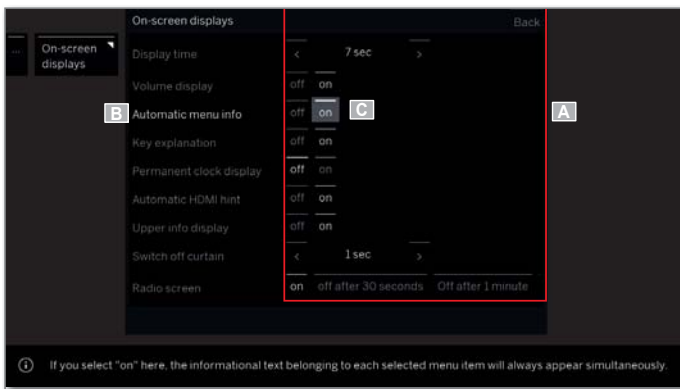 On-screen displays
Back
...
On-screen
displays
Display time
<
7 sec
>
Volume display
off on
B
Automatic menu info
off on
C
A
Key explanation
off on
Permanent clock display
off on
Automatic HDMI hint
off on
Upper info display
off on
Switch off curtain
<
1 sec
>
Radio screen
on off after 30 seconds Off after 1 minute
If you select "on" here, the informational text belonging to each selected menu item will always appear simultaneously.